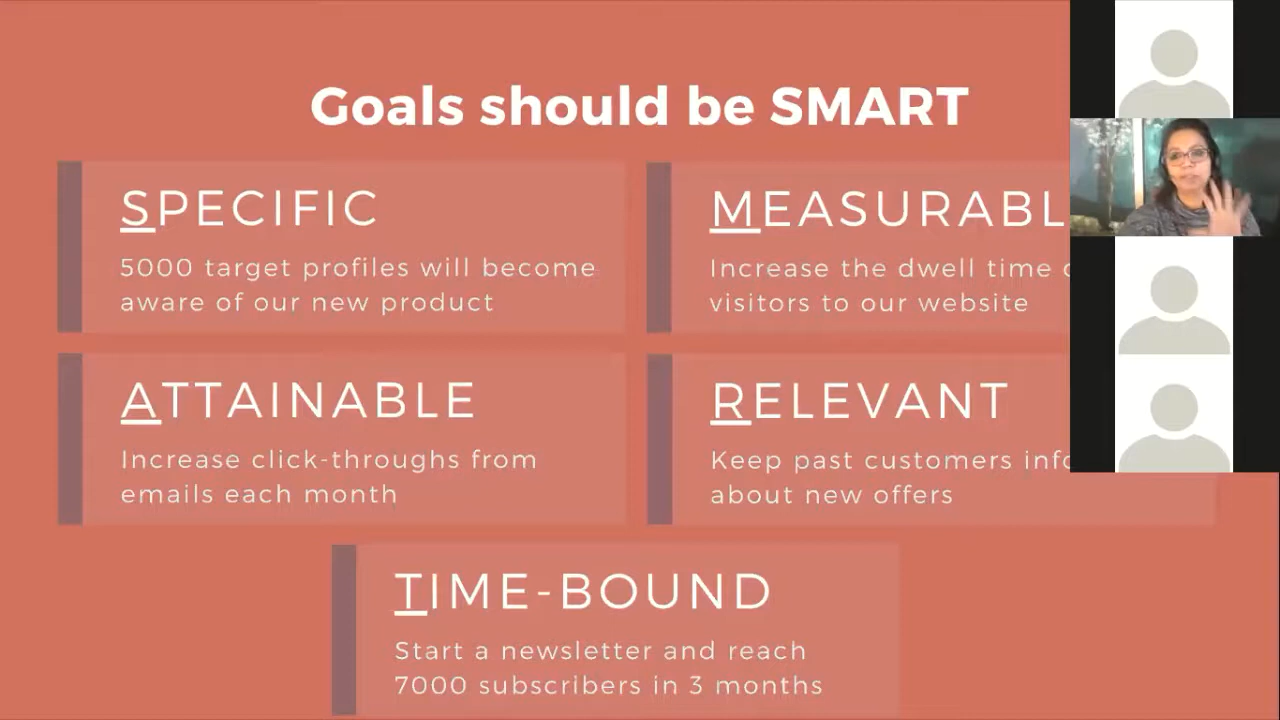 Goals should be SMART
SPECIFIC
5000 target profiles will become
aware of our new product
MEASURABL
Increase the dwell time
visitors to our website
ATTAINABLE
Increase click-throughs from
emails each month
RELEVANT
Keep past customers
about new offers
TIME-BOUND
Start a newsletter and reach
7000 subscribers in 3 months